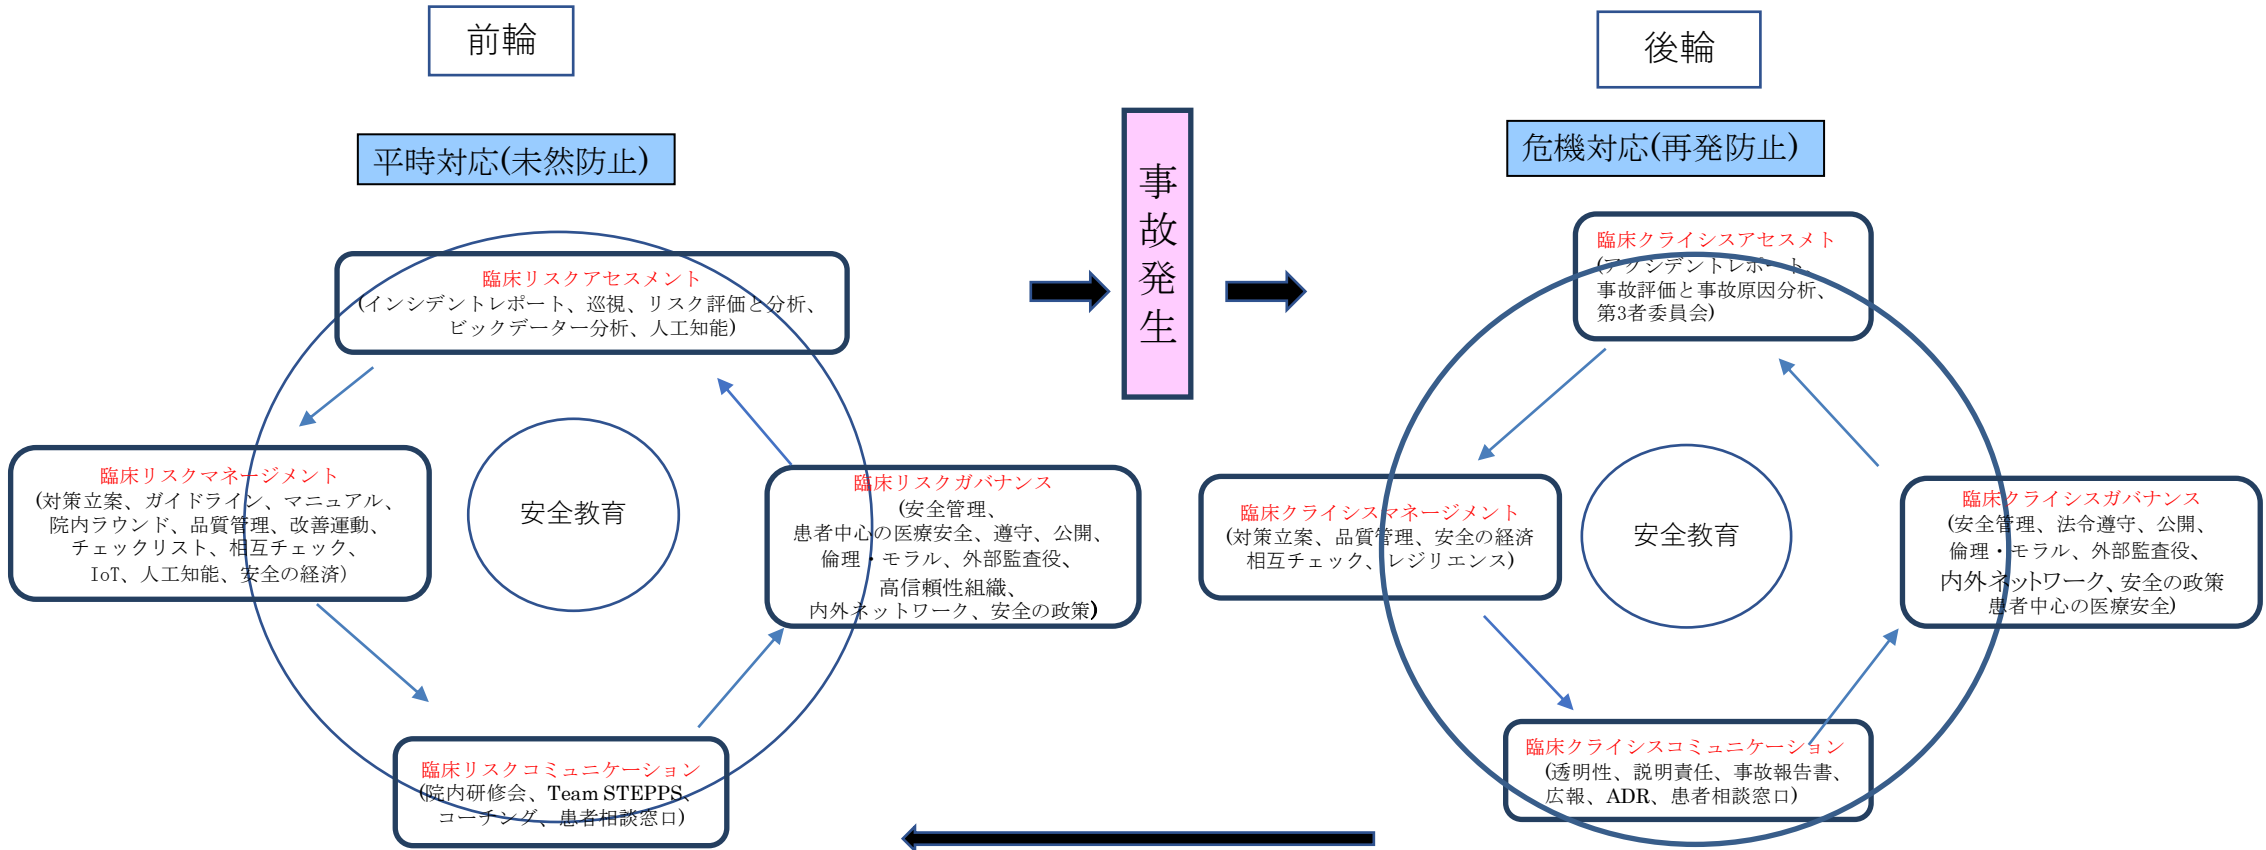 前輪
平時対応(未然防止)
臨床リスクアセスメント
(インシデントレポート、巡視、リスク評価と分析、
ビックデーター分析、人工知能)
臨床リスクマネージメント
(対策立案、ガイドライン、マニュアル、
院内ラウンド、品質管理、改善運動、
チェックリスト、相互チェック、
IoT、人工知能、安全の経済)
安全教育
臨床リスクガバナンス
(安全管理、
患者中心の医療安全、遵守、公開、
倫理・モラル、外部監査役、
高信頼性組織、
内外ネットワーク、安全の政策)
臨床リスクコミュニケーション
(院内研修会、Team STEPPS、
コーチング、患者相談窓口)
事故発生
後輪
危機対応(再発防止)
臨床クライシスアセスメト
(アクシデントレポート、
事故評価と事故原因分析、
第3者委員会)
臨床クライシスマネージメント
(対策立案、品質管理、安全の経済
相互チェック、レジリエンス)
安全教育
臨床クライシスガバナンス
(安全管理、法令遵守、公開、
倫理・モラル、外部監査役、
内外ネットワーク、安全の政策
患者中心の医療安全)
臨床クライシスコミュニケーション
(透明性、説明責任、事故報告書、
広報、ADR、患者相談窓口)